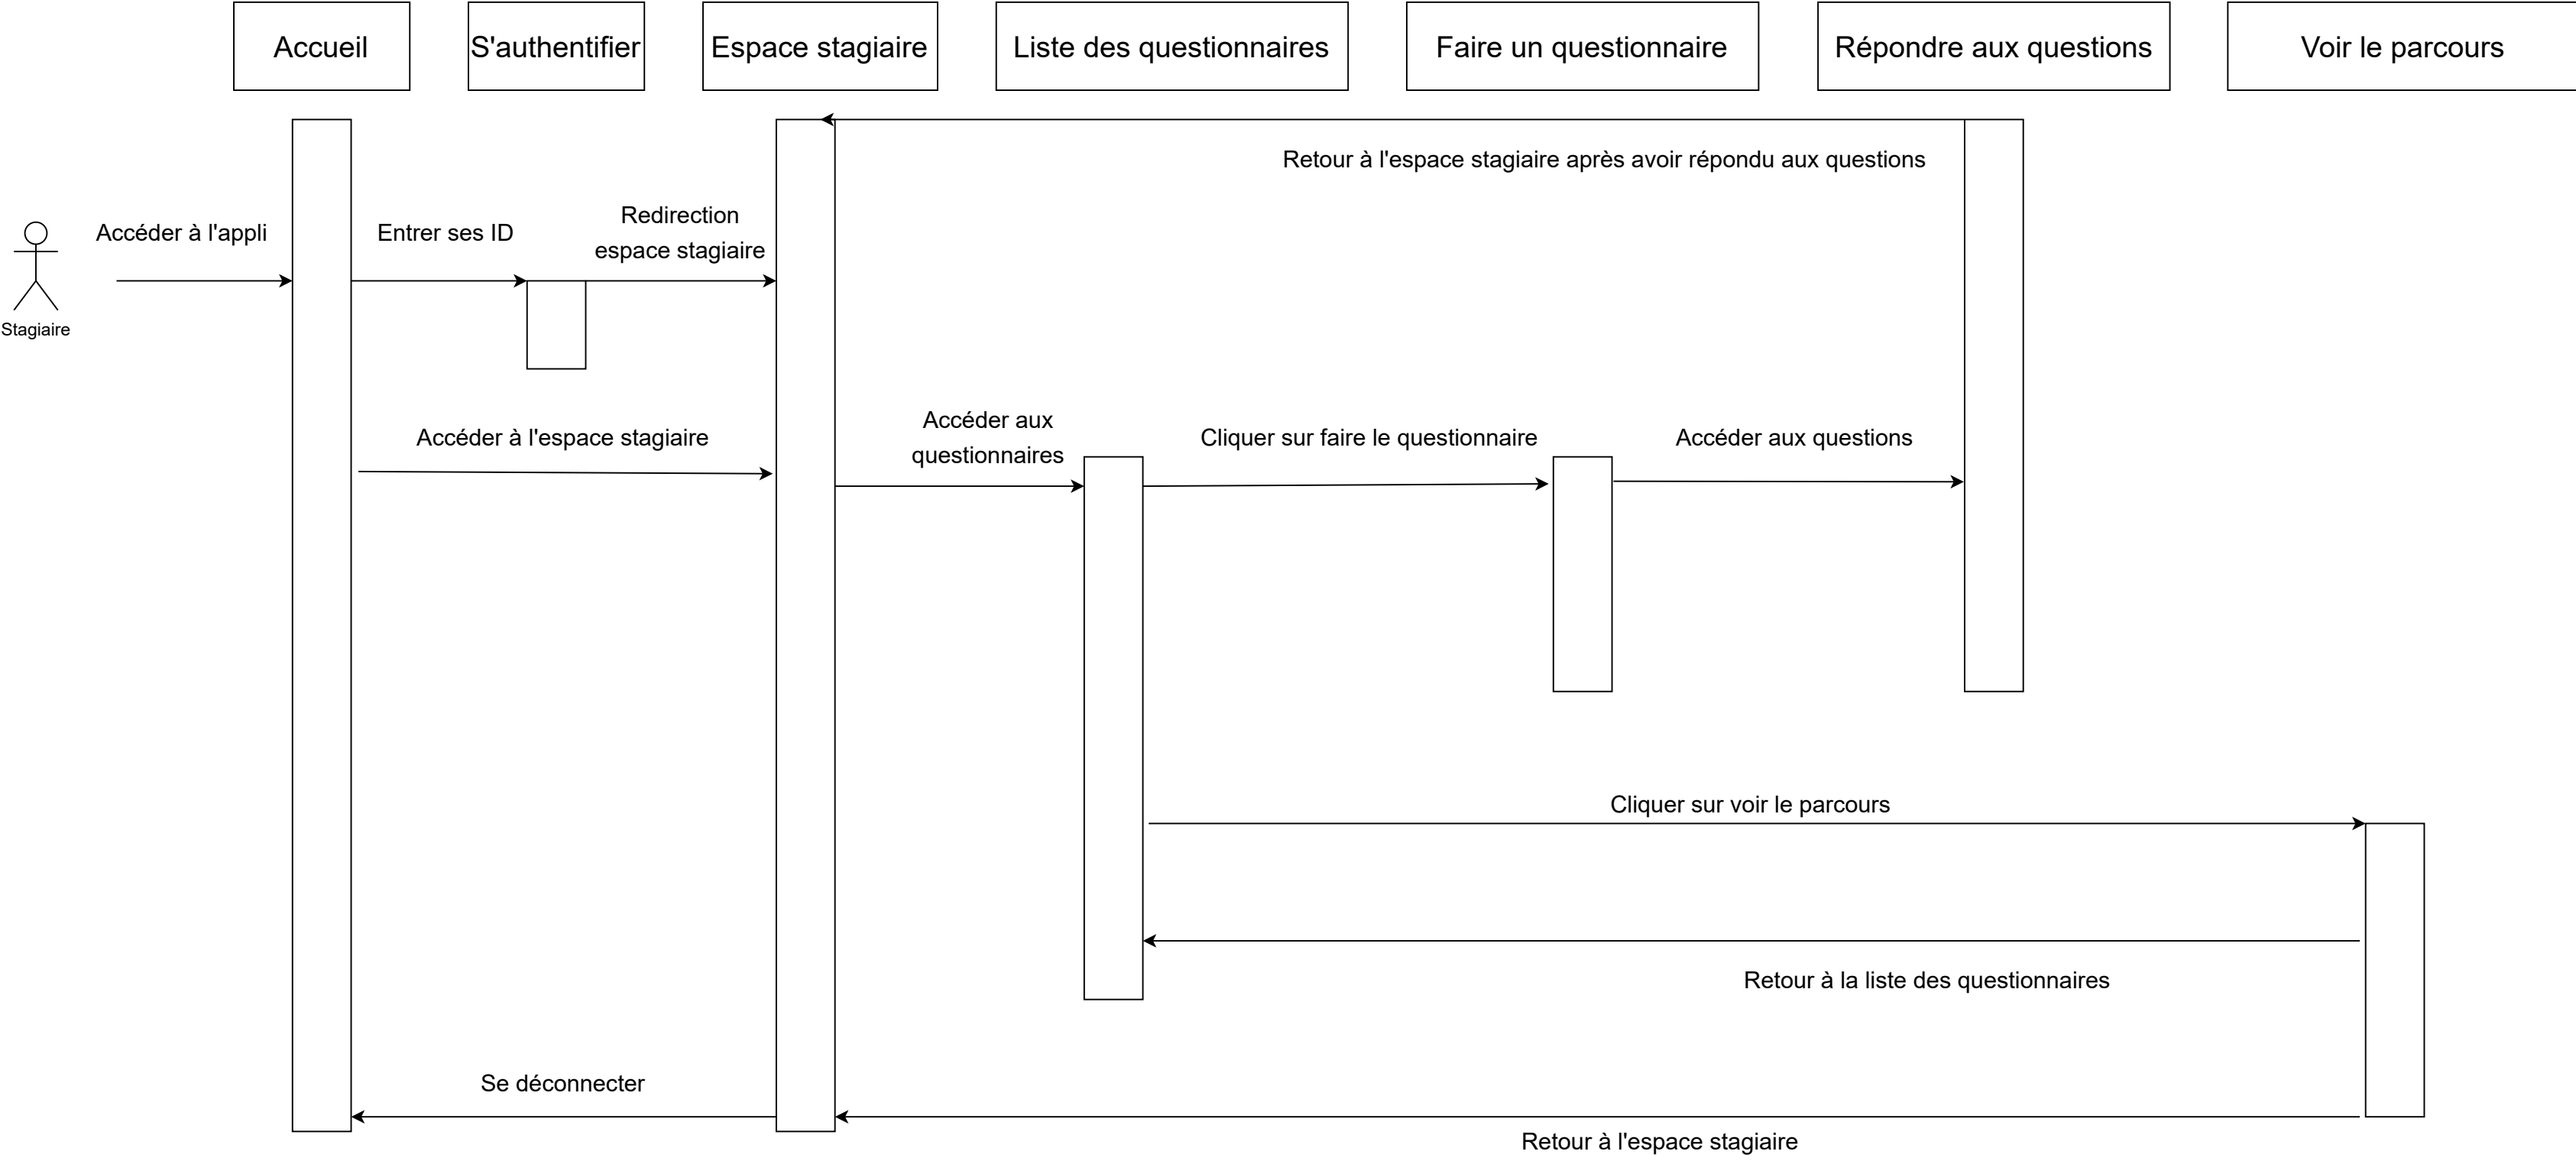 Accueil
S'authentifier
Espace stagiaire
Liste des questionnaires
Faire un questionnaire
Répondre aux questions
Voir le parcours
Retour à l'espace stagiaire après avoir répondu aux questions
Accéder à l'appli
Entrer ses ID
Redirection
espace stagiaire
Stagiaire
Accéder à l'espace stagiaire
Accéder aux
questionnaires
Cliquer sur faire le questionnaire
Accéder aux questions
Cliquer sur voir le parcours
Retour à la liste des questionnaires
Se déconnecter
Retour à l'espace stagiaire